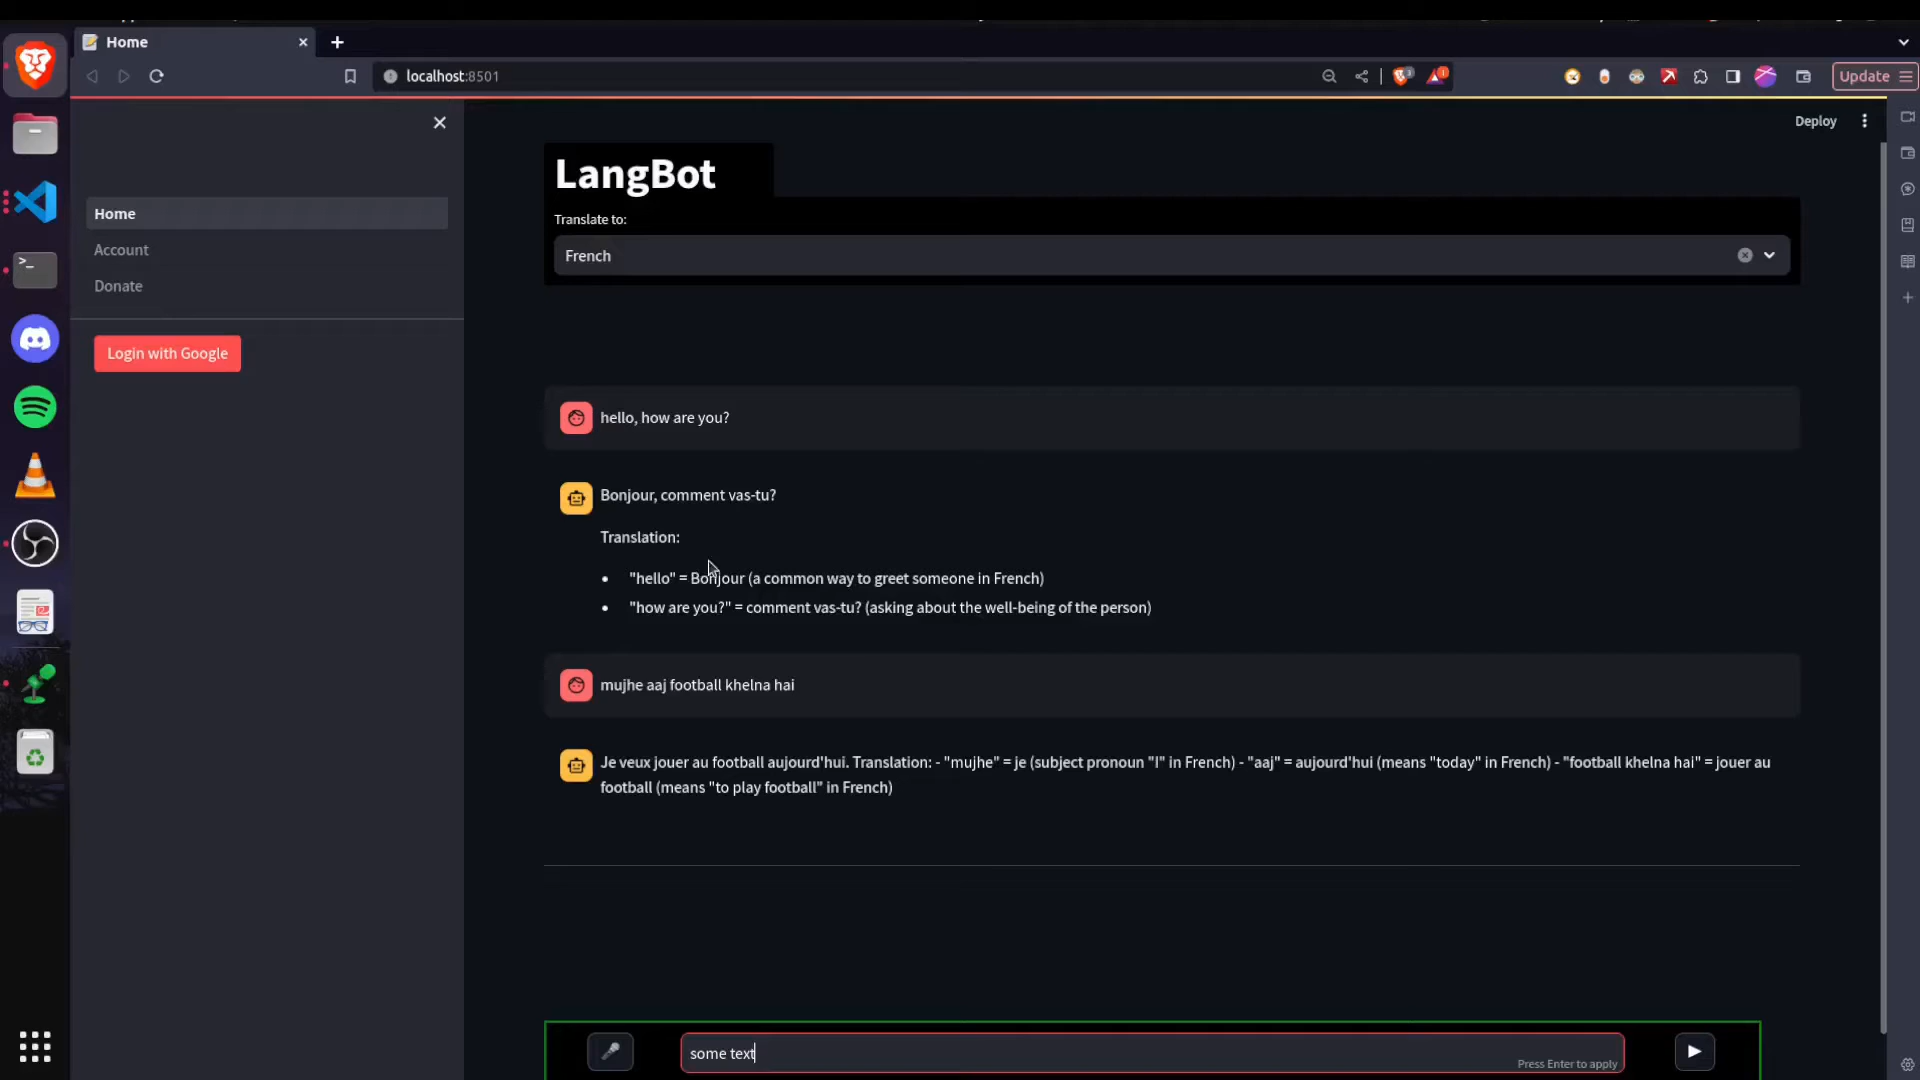 Home
localhost:8501
Update
Deploy
Home
Account
Donate
Login with Google
LangBot
Translate to:
French
hello, how are you?
Bonjour, comment vas-tu?
Translation:
"hello" = Bonjour (a common way to greet someone in French)
"how are you?" = comment vas-tu? (asking about the well-being of the person)
mujhe aaj football khelna hai
Je veux jouer au football aujourd'hui. Translation: - "mujhe" = je (subject pronoun "I" in French) - "aaj" = aujourd'hui (means "today" in French) - "football khelna hai" = jouer au
football (means "to play football" in French)
some text
Press Enter to apply